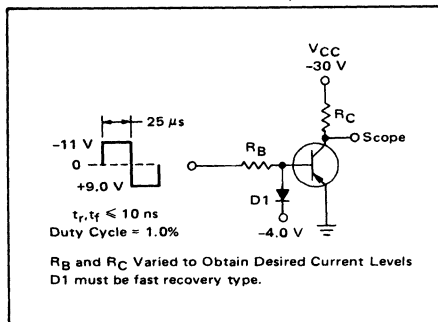 VCC
-30 V
25 μs
RC
Scope
-11 V
RB
0
+9.0 V
D1
-4.0 V
tr,tf ⩽ 10 ns
Duty Cycle = 1.0%
RB and RC Varied to Obtain Desired Current Levels
D1 must be fast recovery type.